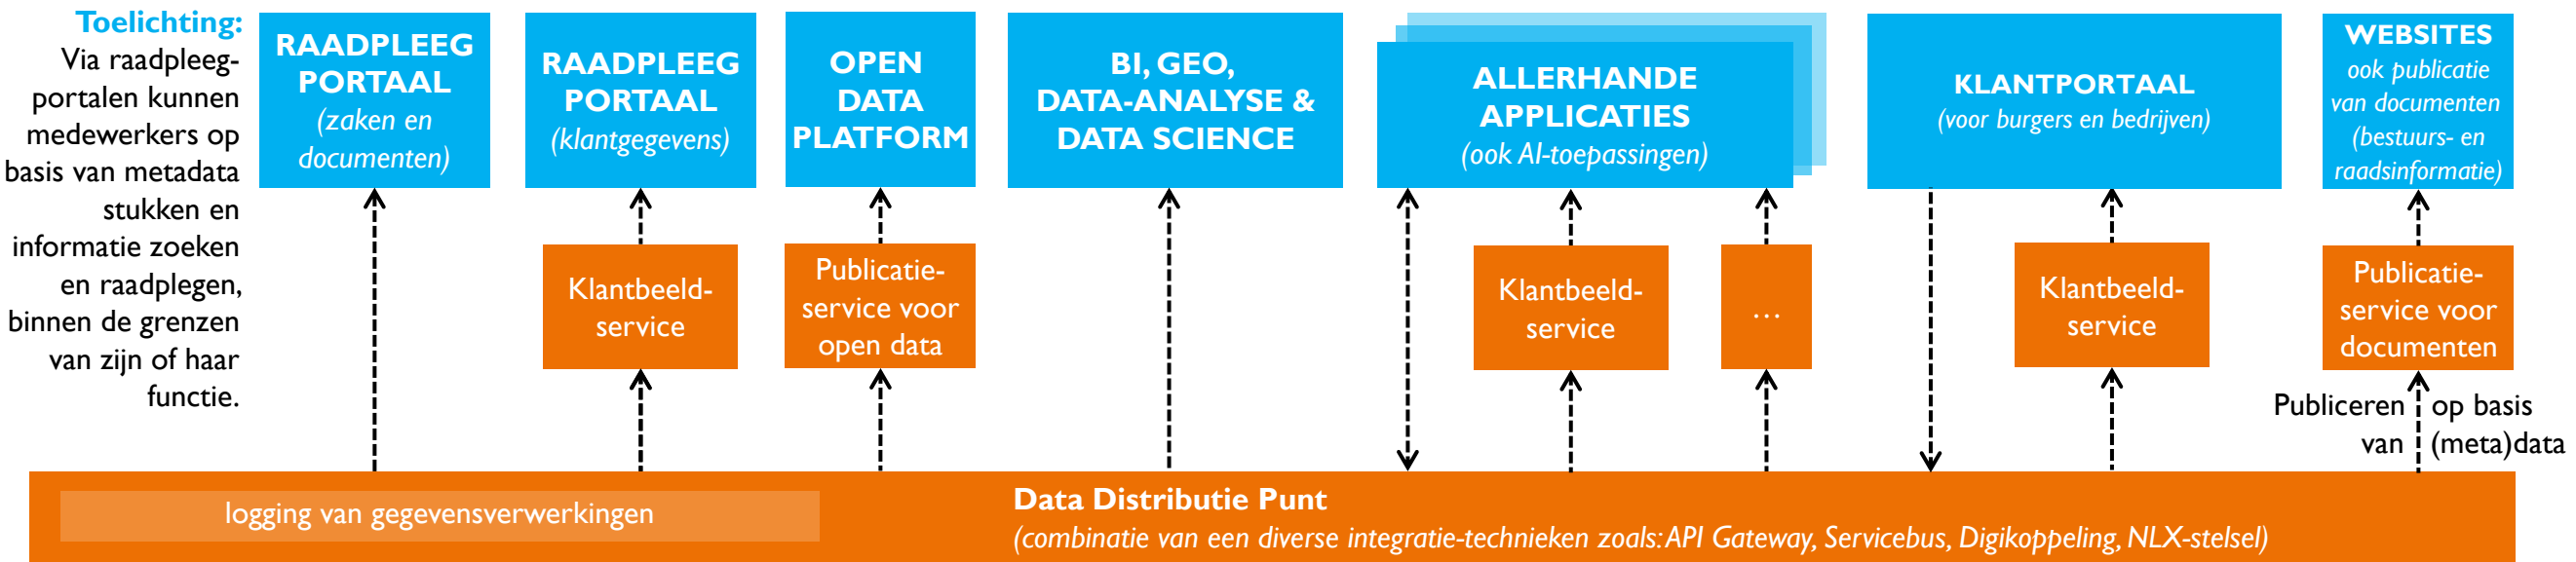 Toelichting:
Via raadpleeg-
portalen kunnen
medewerkers op
basis van metadata
stukken en
informatie zoeken
en raadplegen,
binnen de grenzen
van zijn of haar
functie.
RAADPLEEG
PORTAAL
(zaken en
documenten)
RAADPLEEG
PORTAAL
(klantgegevens)
OPEN
DATA
PLATFORM
BI, GEO,
DATA-ANALYSE &
DATA SCIENCE
ALLERHANDE
APPLICATIES
(ook AI-toepassingen)
KLANTPORTAAL
(voor burgers en bedrijven)
WEBSITES
ook publicatie
van documenten
(bestuurs- en
raadsinformatie)
Klantbeeld-
service
Publicatie-
service voor
open data
Klantbeeld-
service
...
Klantbeeld-
service
Publicatie-
service voor
documenten
Publiceren op basis
van (meta)data
logging van gegevensverwerkingen
Data Distributie Punt
(combinatie van een diverse integratie-technieken zoals: API Gateway, Servicebus, Digikoppeling, NLX-stelsel)